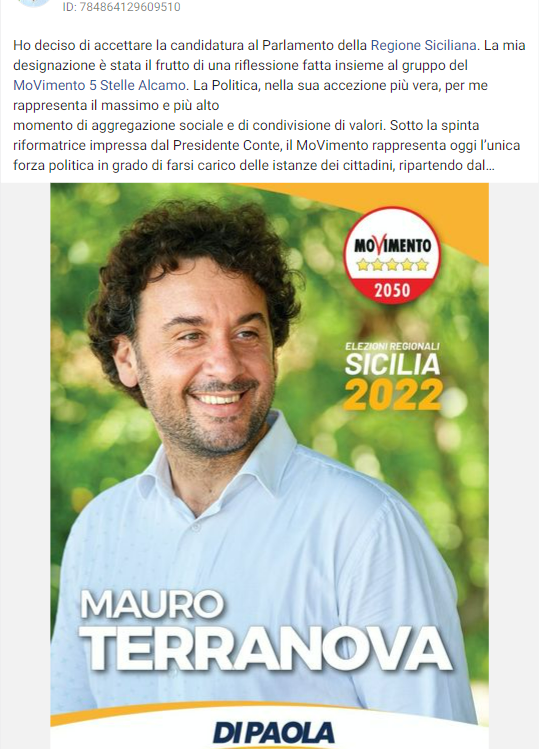 ID: 784864129609510
Ho deciso di accettare la candidatura al Parlamento della Regione Siciliana. La mia
designazione è stata il frutto di una riflessione fatta insieme al gruppo del
MoVimento 5 Stelle Alcamo. La Politica, nella sua accezione più vera, per me
rappresenta il massimo e più alto
momento di aggregazione sociale e di condivisione di valori. Sotto la spinta
riformatrice impressa dal Presidente Conte, il MoVimento rappresenta oggi l'unica
forza politica in grado di farsi carico delle istanze dei cittadini, ripartendo dal...
MOVIMENTO
2050
ELEZIONI REGIONALI
SICILIA
2022
MAURO
TERRANOVA
DI PAOLA